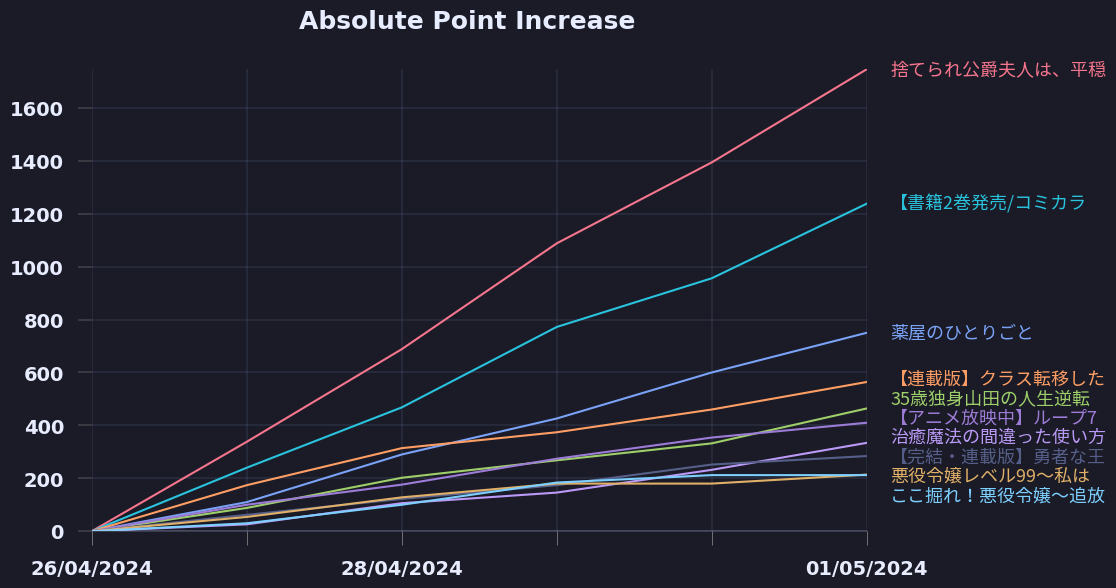 Absolute Point Increase
捨てられ公爵夫人は、平穏
1600
1400
【書籍2巻発売/コミカラ
1200
1000
800
薬屋のひとりごと
600
【連載版】クラス転移した
35歳独身山田の人生逆転
400
【アニメ放映中】ループ7
治癒魔法の間違った使い方
【完結・連載版】勇者な王
200
悪役令嬢レベル99〜私は
ここ掘れ！悪役令嬢〜追放
0
26/04/2024 28/04/2024 01/05/2024